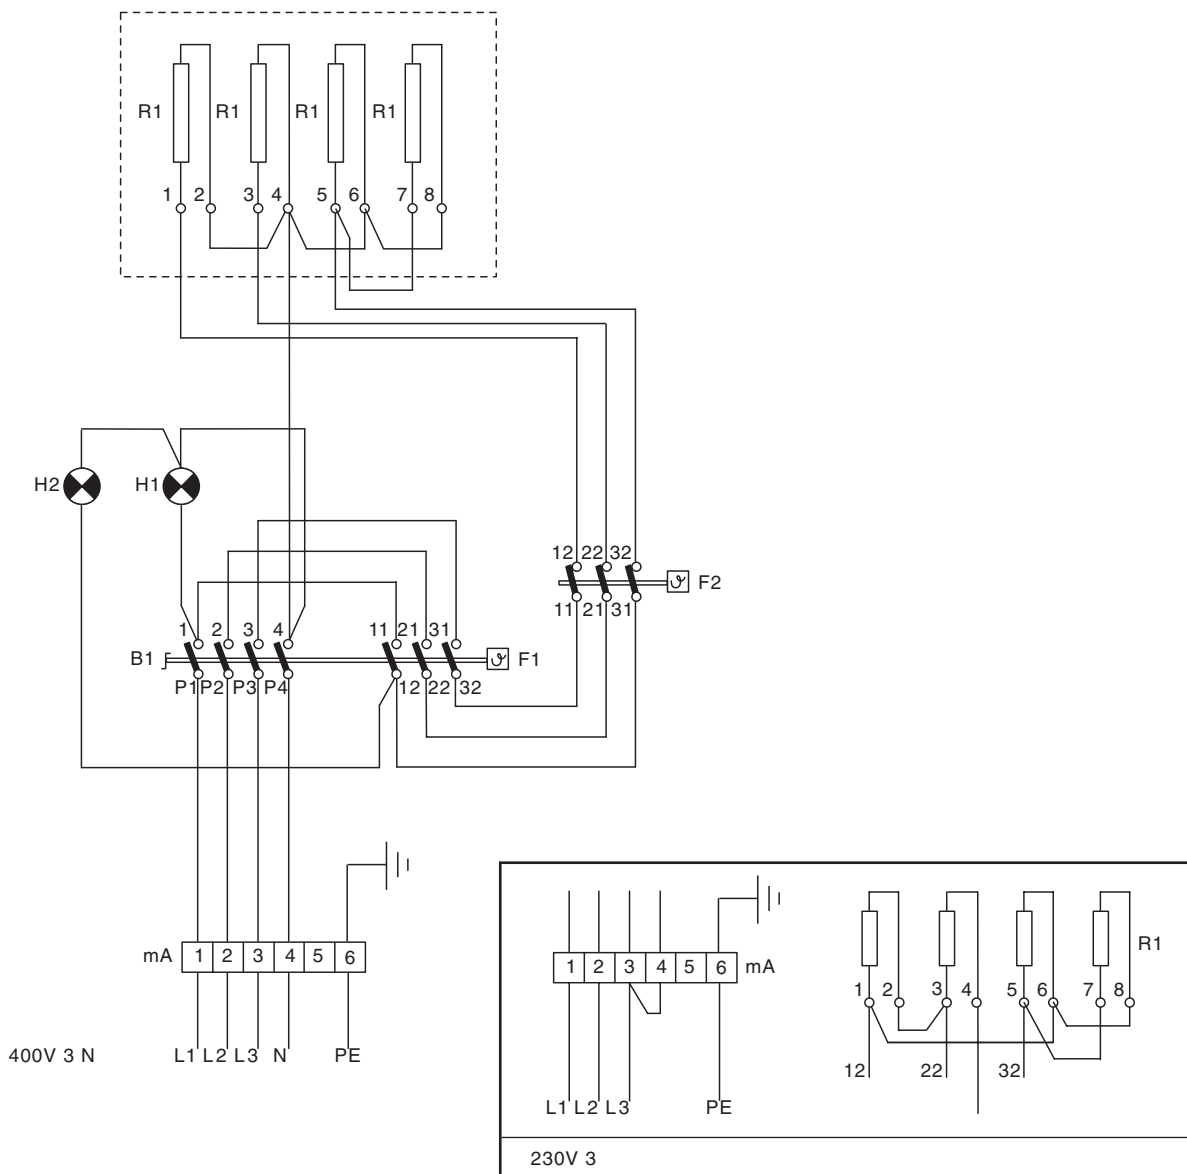 R1 R1 R1 R1
1 2 3 4 5 6 7 8
H2 H1
12 22 32
F2
11 21 31
1 2 3 4 11 21 31
B1 F1
P1 P2 P3 P4 12 22 32
mA 1 2 3 4 5 6
400V 3 N L1 L2 L3 N PE
1 2 3 4 5 6 mA
L1 L2 L3 PE
R1
1 2 3 4 5 6 7 8
12 22 32
230V 3